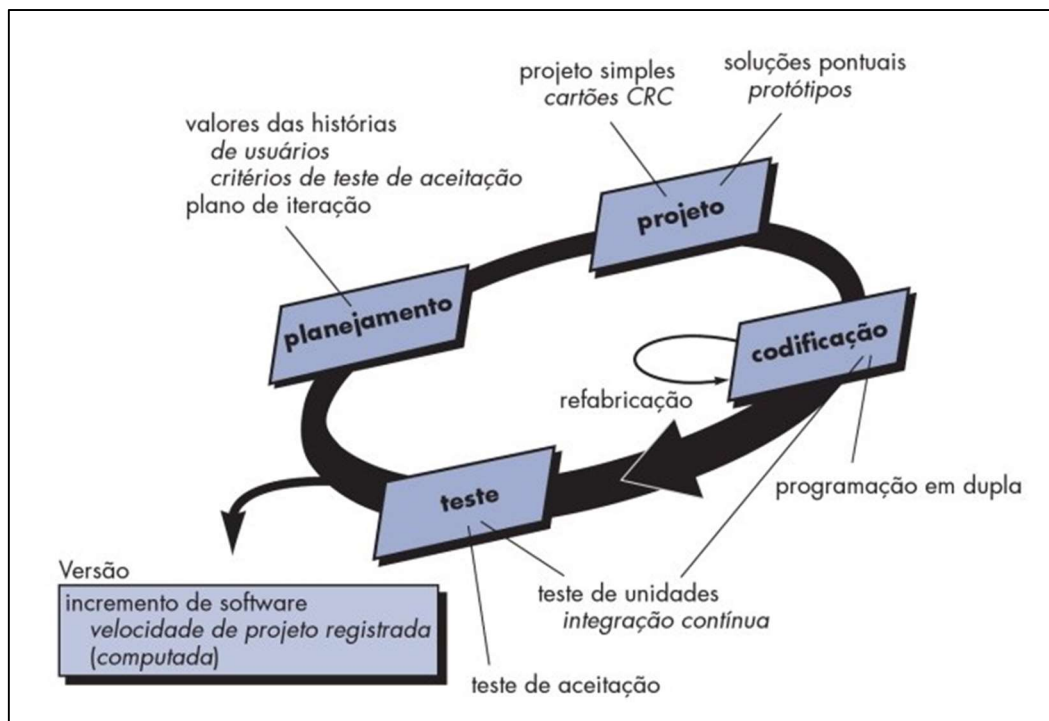 projeto simples
cartões CRC
soluções pontuais
protótipos
valores das histórias
de usuários
critérios de teste de aceitação
plano de iteração
projeto
planejamento
codificação
refabricação
programação em dupla
teste
teste de unidades
integração contínua
teste de aceitação
Versão
incremento de software
velocidade de projeto registrada
(computada)